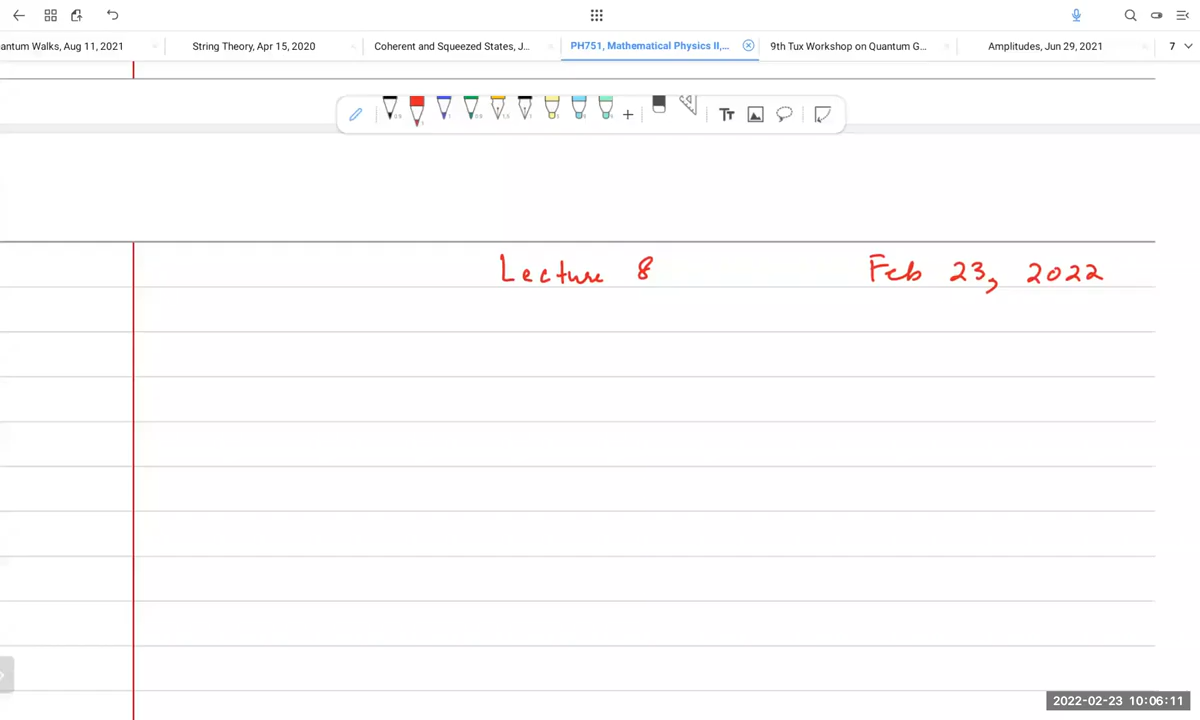 antum Walks, Aug 11, 2021 String Theory, Apr 15, 2020 Coherent and Squeezed States, J... PH751, Mathematical Physics II,... 9th Tux Workshop on Quantum G... Amplitudes, Jun 29, 2021 7
Tт
Lecture 8 Feb 23, 2022
2022-02-23 10:06:11